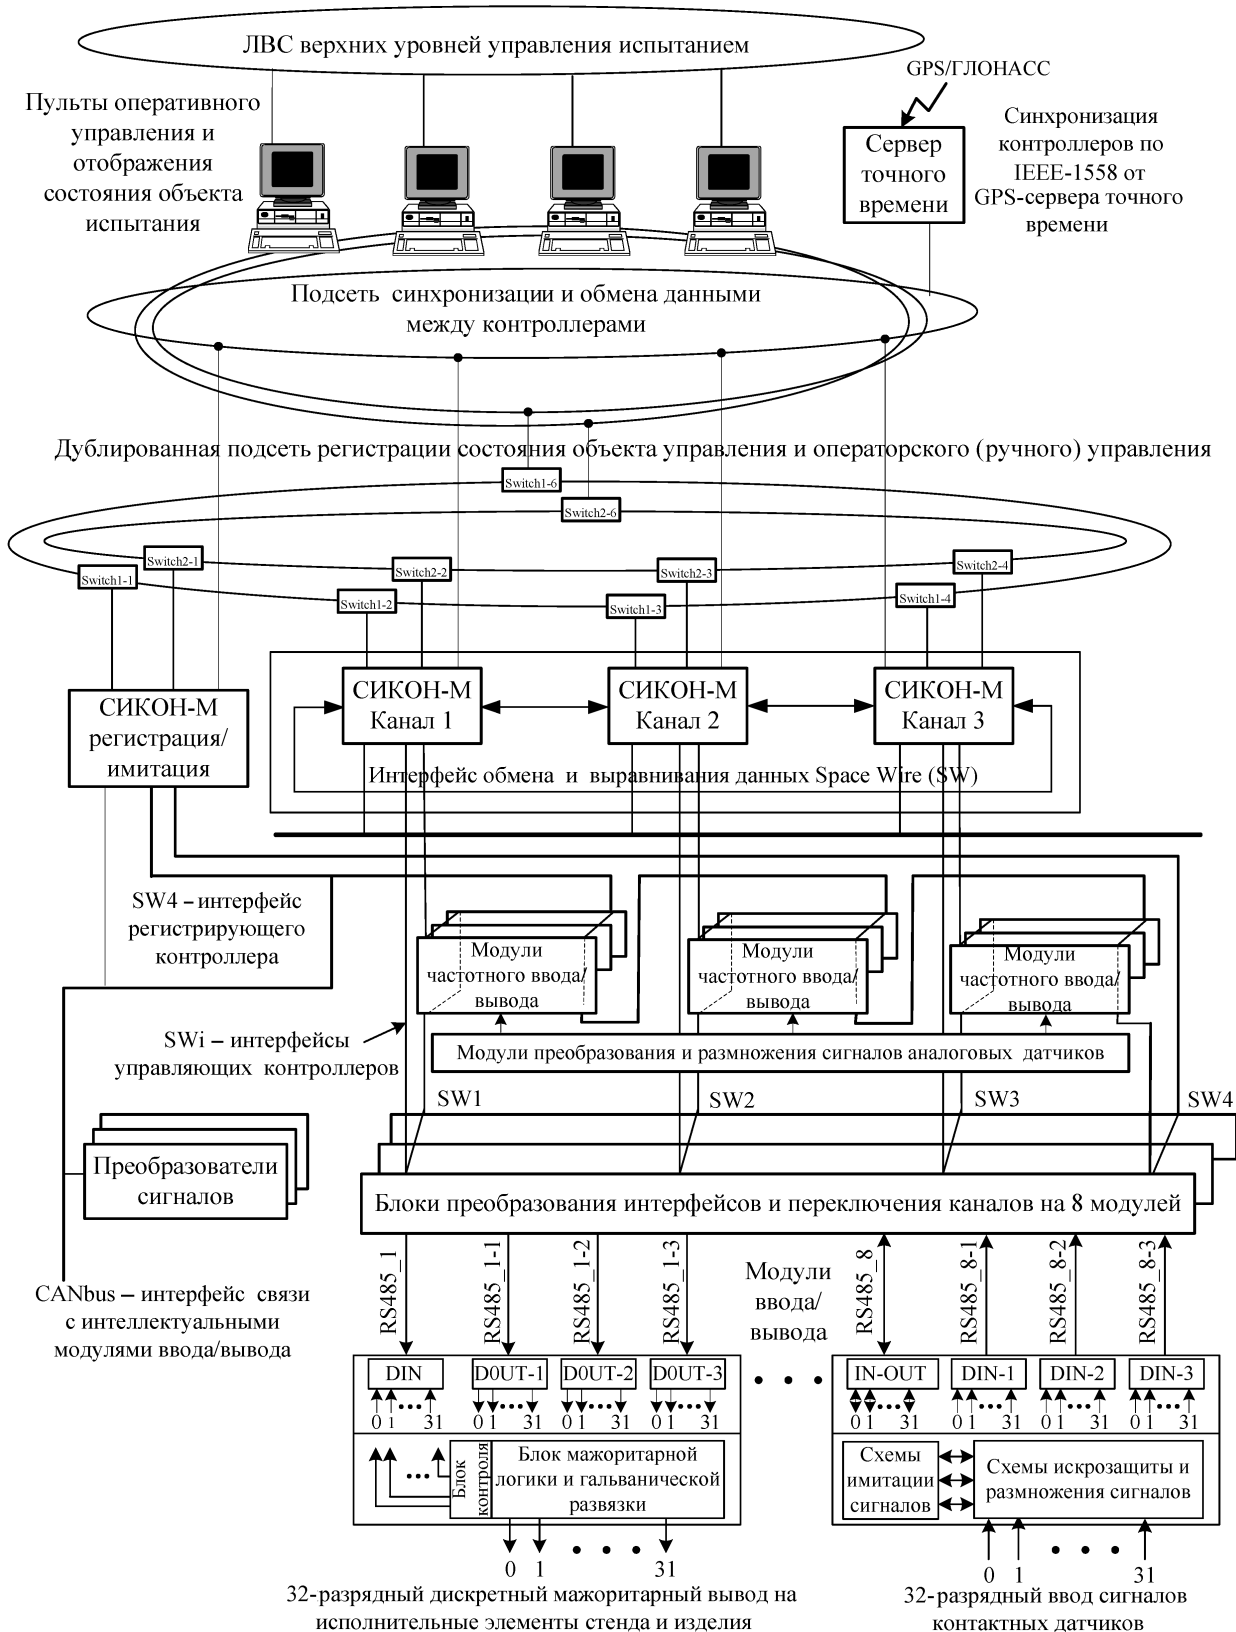 ЛВС верхних уровней управления испытанием
GPS/ГЛОНАСС
Пульты оперативного
управления и
отображения
состояния объекта
испытания
Сервер
точного
времени
Синхронизация
контроллеров по
IEEE-1558 от
GPS-сервера точного
времени
Подсеть синхронизации и обмена данными
между контроллерами
Дублированная подсеть регистрации состояния объекта управления и операторского (ручного) управления
Switch1-6
Switch2-6
Switch2-1
Switch1-1
Switch2-2
Switch1-2
Switch2-3
Switch1-3
Switch2-4
Switch1-4
СИКОН-М
регистрация/
имитация
СИКОН-М
Канал 1
СИКОН-М
Канал 2
СИКОН-М
Канал 3
Интерфейс обмена и выравнивания данных Space Wire (SW)
SW4 – интерфейс
регистрирующего
контроллера
Модули
частотного ввода/
вывода
Модули
частотного ввода/
вывода
Модули
частотного ввода/
вывода
SWi – интерфейсы
управляющих контроллеров
Модули преобразования и размножения сигналов аналоговых датчиков
SW1
SW2
SW3
SW4
Преобразователи
сигналов
Блоки преобразования интерфейсов и переключения каналов на 8 модулей
CANbus – интерфейс связи
с интеллектуальными
модулями ввода/вывода
RS485_1
RS485_1-1
RS485_1-2
RS485_1-3
Модули
ввода/
вывода
RS485_8
RS485_8-1
RS485_8-2
RS485_8-3
DIN
D0UT-1
D0UT-2
D0UT-3
IN-OUT
DIN-1
DIN-2
DIN-3
0 1 31
0 1 31
0 1 31
0 1 31
0 1 31
0 1 31
0 1 31
0 1 31
Блок
контроля
Блок мажоритарной
логики и гальванической
развязки
Схемы
имитации
сигналов
Схемы искрозащиты и
размножения сигналов
0 1 31
0 1 31
32-разрядный дискретный мажоритарный вывод на
исполнительные элементы стенда и изделия
32-разрядный ввод сигналов
контактных датчиков